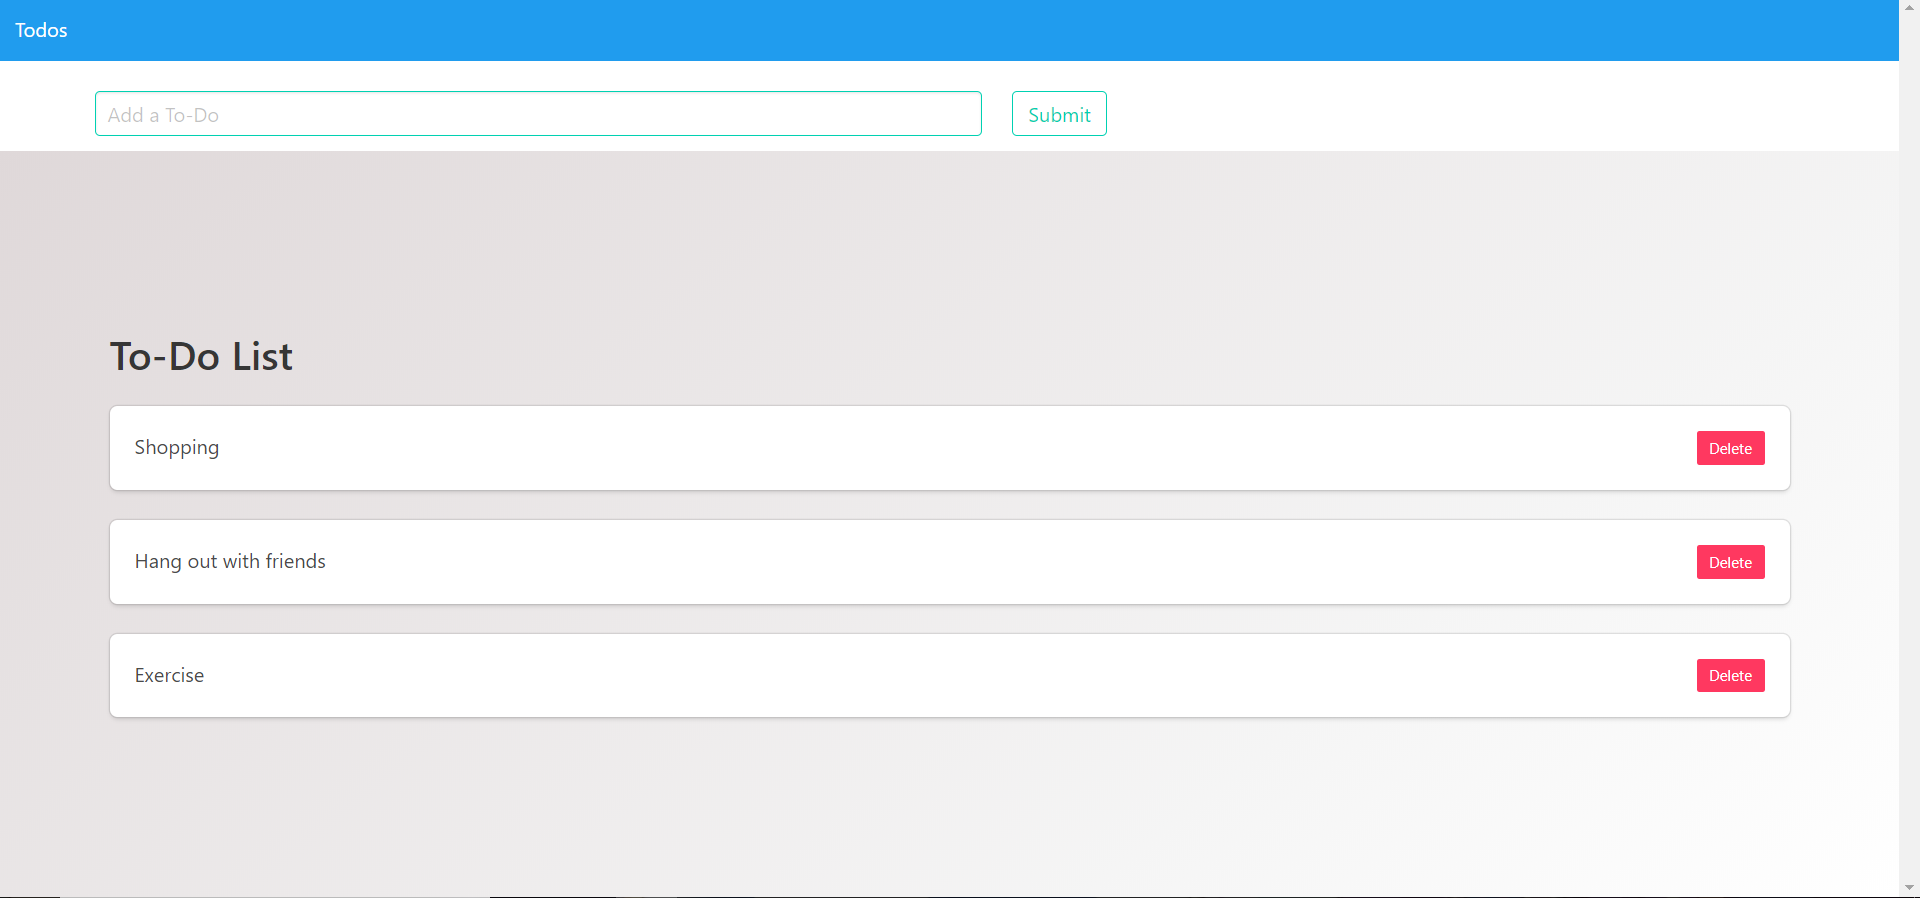 Todos
Add a To-Do
Submit
To-Do List
Shopping
Delete
Hang out with friends
Delete
Exercise
Delete